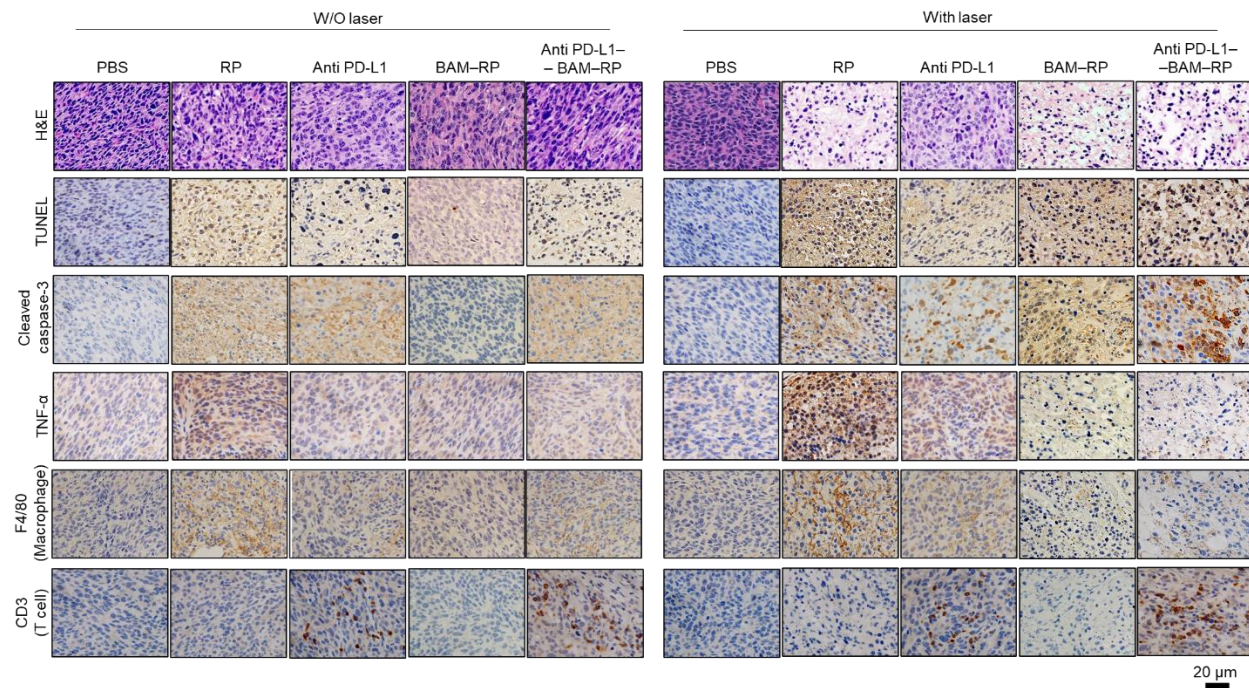 W/O laser
With laser
PBS
RP
Anti PD-L1
BAM–RP
Anti PD-L1–
– BAM–RP
PBS
RP
Anti PD-L1
BAM–RP
Anti PD-L1–
–BAM–RP
H&E
TUNEL
Cleaved
caspase-3
TNF-α
F4/80
(Macrophage)
CD3
(T cell)
20 μm